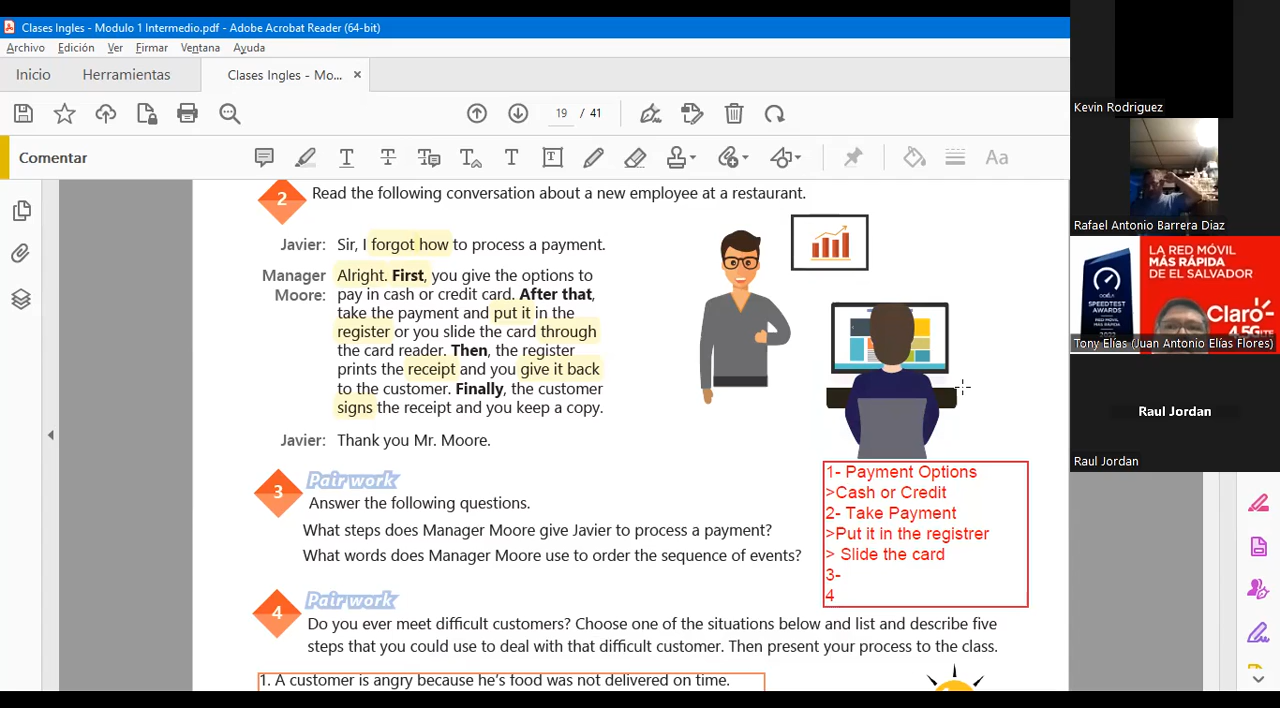 Clases Ingles - Modulo 1 Intermedio.pdf - Adobe Acrobat Reader (64-bit)
Archivo Edición Ver Firmar Ventana Ayuda
Inicio Herramientas Clases Ingles - Mo... ×
19 / 41
Comentar
Aa
2 Read the following conversation about a new employee at a restaurant.
Javier: Sir, I forgot how to process a payment.
Manager Alright. First, you give the options to
Moore: pay in cash or credit card. After that,
take the payment and put it in the
register or you slide the card through
the card reader. Then, the register
prints the receipt and you give it back
to the customer. Finally, the customer
signs the receipt and you keep a copy.
Javier: Thank you Mr. Moore.
3 Pair work
Answer the following questions.
What steps does Manager Moore give Javier to process a payment?
What words does Manager Moore use to order the sequence of events?
1- Payment Options
>Cash or Credit
2- Take Payment
>Put it in the registrer
> Slide the card
3-
4
4 Pair work
Do you ever meet difficult customers? Choose one of the situations below and list and describe five
steps that you could use to deal with that difficult customer. Then present your process to the class.
1. A customer is angry because he's food was not delivered on time.
Kevin Rodriguez
Rafael Antonio Barrera Diaz
SPEEDTEST
AWARDS
LA RED MÓVIL
MÁS RÁPIDA
DE EL SALVADOR
Claro
4.5G
Tony Elías (Juan Antonio Elías Flores)
Raul Jordan
Raul Jordan